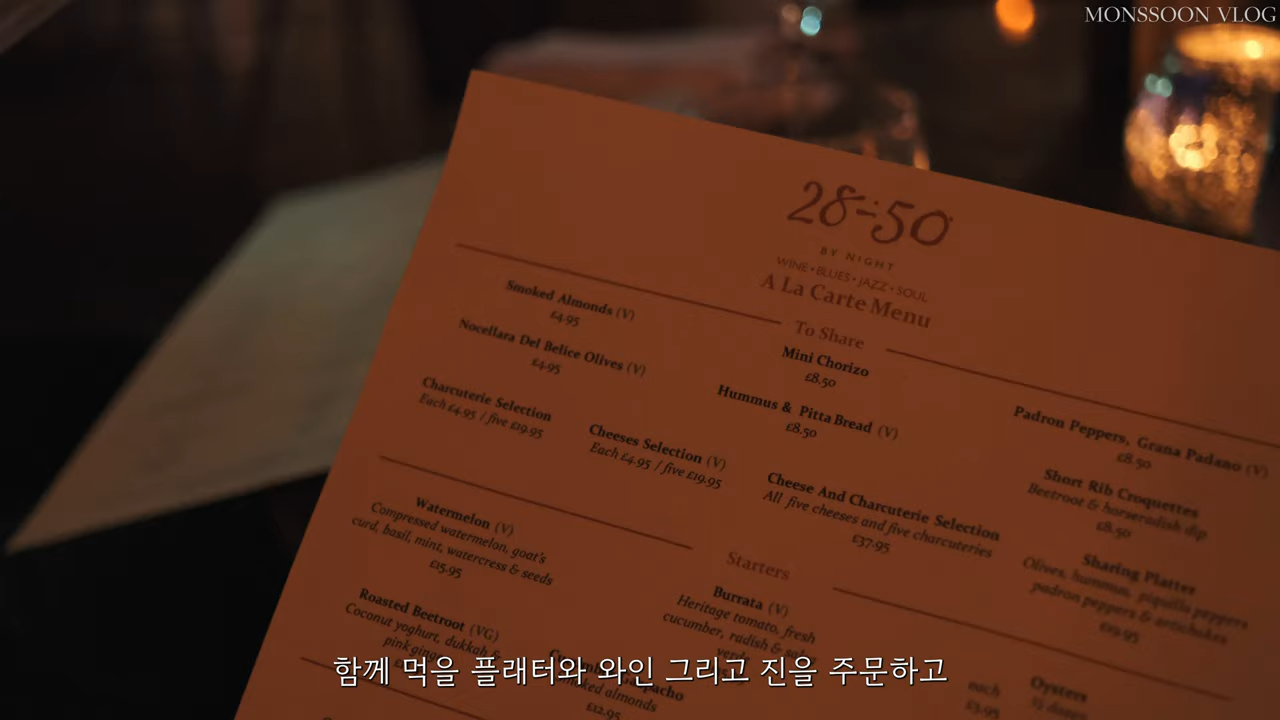 MONSSOON VLOG
28-50
BY NIGHT
WINE • BLUES • JAZZ • SOUL
A La Carte Menu
To Share
Smoked Almonds (V)
£4.95
Nocellara Del Belice Olives (V)
£4.95
Charcuterie Selection
Each £4.95 / five £19.95
Cheeses Selection (V)
Each £4.95 / five £19.95
Mini Chorizo
£8.50
Hummus & Pitta Bread (V)
£8.50
Cheese And Charcuterie Selection
All five cheeses and five charcuteries
£37.95
Padron Peppers, Grana Padano (V)
£8.50
Short Rib Croquettes
Beetroot & horseradish dip
£8.50
Sharing Platter
Olives, hummus, piquillo peppers
padron peppers & artichokes
£19.95
Starters
Watermelon (V)
Compressed watermelon, goat's
curd, basil, mint, watercress & seeds
£15.95
Roasted Beetroot (VG)
Coconut yoghurt, dukkah &
pink
Burrata (V)
Heritage tomato, fresh
cucumber, radish &
smoked almonds
£12.95
each
£3.95
Oysters
함께 먹을 플래터와 와인 그리고 진을 주문하고